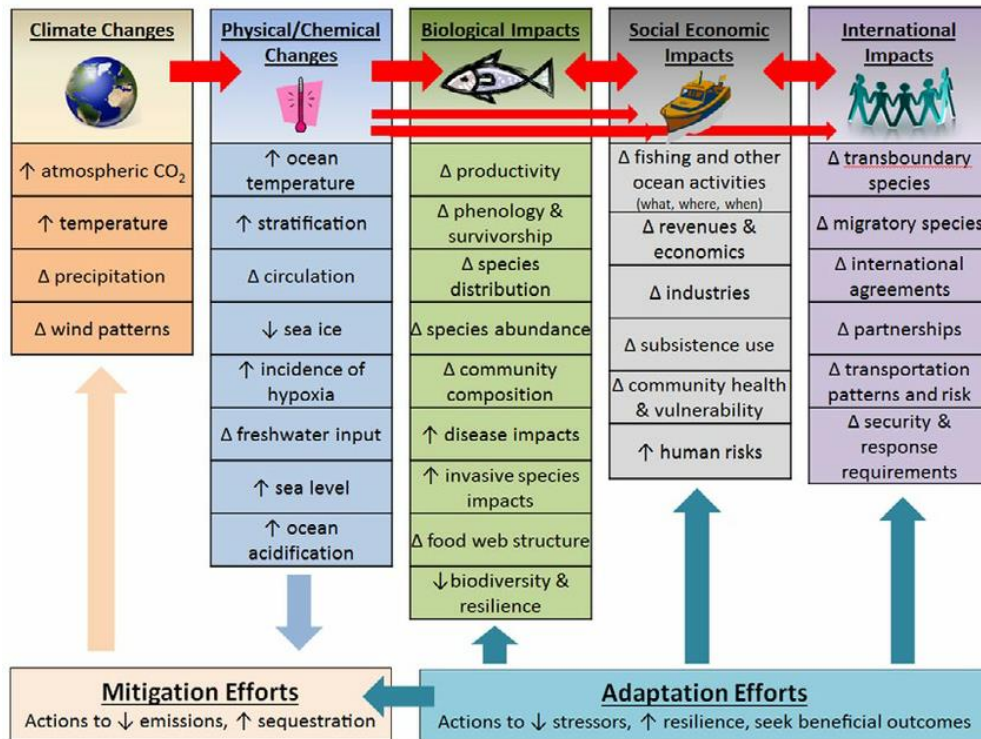 Climate Changes
↑ atmospheric CO₂
↑ temperature
Δ precipitation
Δ wind patterns
Physical/Chemical
Changes
↑ ocean
temperature
↑ stratification
Δ circulation
↓ sea ice
↑ incidence of
hypoxia
Δ freshwater input
↑ sea level
↑ ocean
acidification
Biological Impacts
Δ productivity
Δ phenology &
survivorship
Δ species
distribution
Δ species abundance
Δ community
composition
↑ disease impacts
↑ invasive species
impacts
Δ food web structure
↓ biodiversity &
resilience
Social Economic
Impacts
Δ fishing and other
ocean activities
(what, where, when)
Δ revenues &
economics
Δ industries
Δ subsistence use
Δ community health
& vulnerability
↑ human risks
International
Impacts
Δ transboundary
species
Δ migratory species
Δ international
agreements
Δ partnerships
Δ transportation
patterns and risk
Δ security &
response
requirements
Mitigation Efforts
Actions to ↓ emissions, ↑ sequestration
Adaptation Efforts
Actions to ↓ stressors, ↑ resilience, seek beneficial outcomes